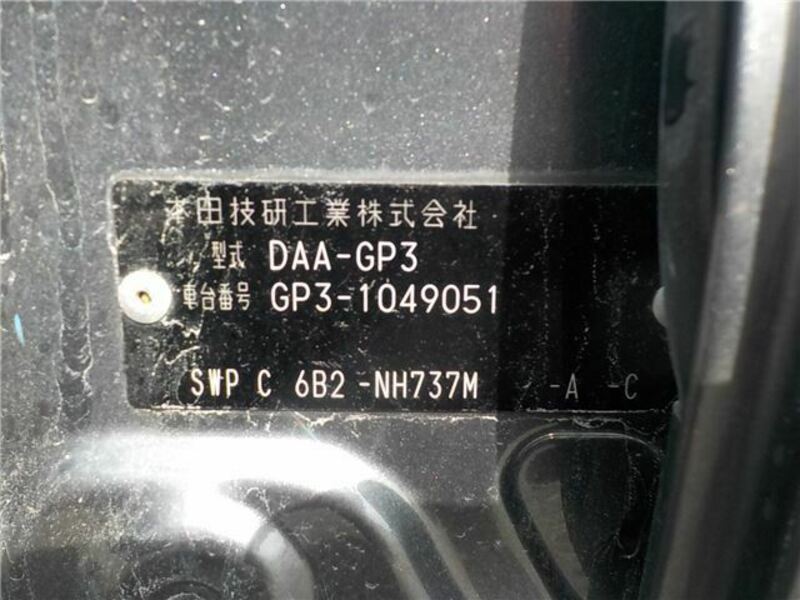 本田技研工業株式会社
型式 DAA-GP3
車台番号 GP3-1049051
SWP C 6B2 -NH737M -A -C